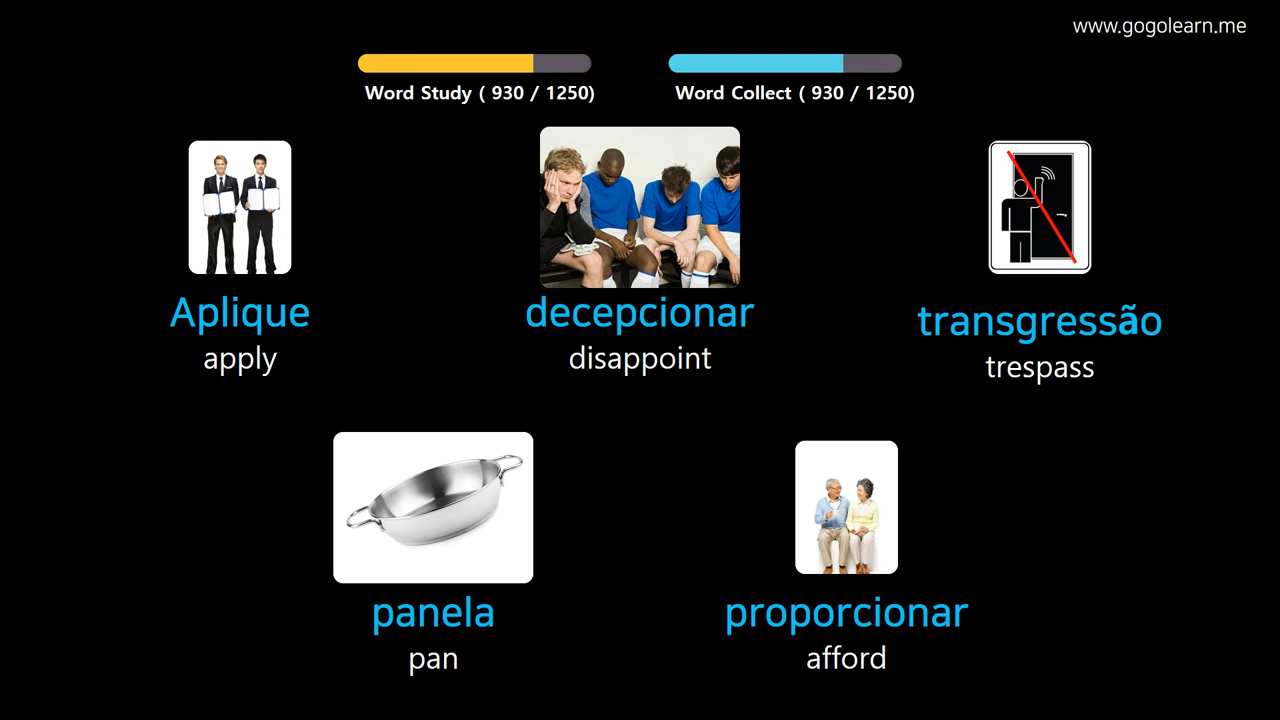 www.gogolearn.me
Word Study ( 930 / 1250)
Word Collect ( 930 / 1250)
Aplique
apply
decepcionar
disappoint
transgressão
trespass
panela
pan
proporcionar
afford